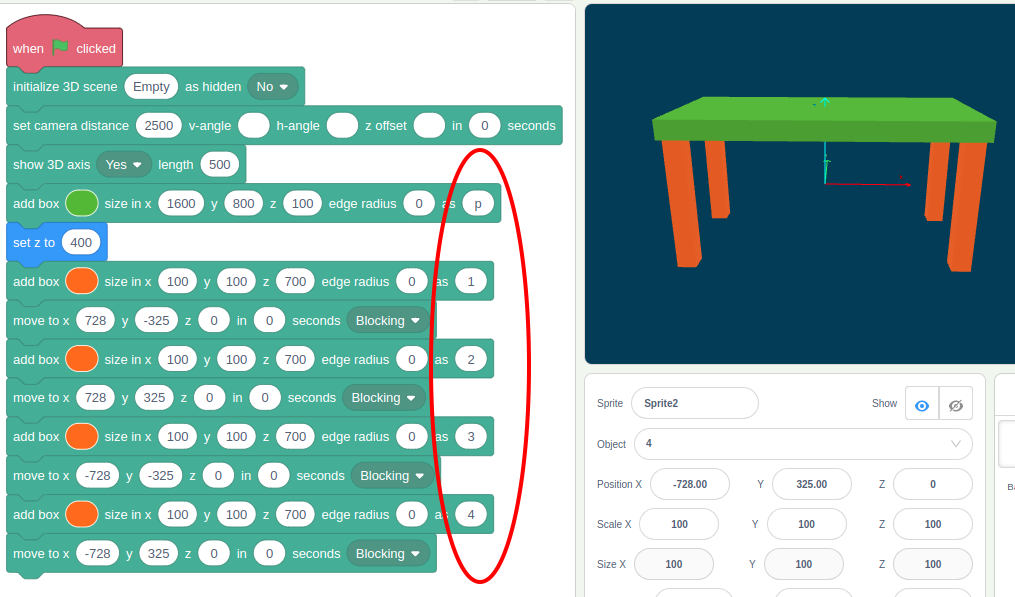 when clicked
initialize 3D scene Empty as hidden No
set camera distance 2500 v-angle h-angle z offset in 0 seconds
show 3D axis Yes length 500
add box size in x 1600 y 800 z 100 edge radius 0 as p
set z to 400
add box size in x 100 y 100 z 700 edge radius 0 as 1
move to x 728 y -325 z 0 in 0 seconds Blocking
add box size in x 100 y 100 z 700 edge radius 0 as 2
move to x 728 y 325 z 0 in 0 seconds Blocking
add box size in x 100 y 100 z 700 edge radius 0 as 3
move to x -728 y -325 z 0 in 0 seconds Blocking
add box size in x 100 y 100 z 700 edge radius 0 as 4
move to x -728 y 325 z 0 in 0 seconds Blocking
Sprite Sprite2 Show
Object 4
Position X -728.00 Y 325.00 Z 0
Scale X 100 Y 100 Z 100
Size X 100 Y 100 Z 100